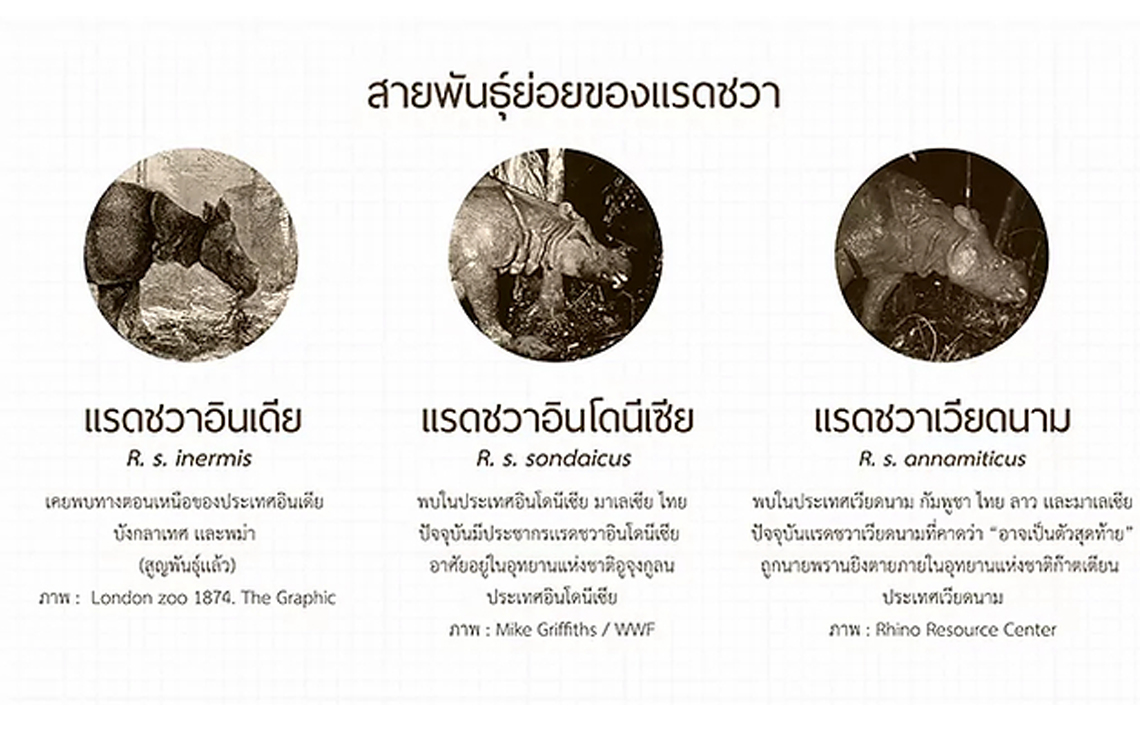 สายพันธุ์ย่อยของแรดชวา
แรดชวาอินเดีย
R. s. inermis
เคยพบทางตอนเหนือของประเทศอินเดีย
บังกลาเทศ และพม่า
(สูญพันธุ์แล้ว)
ภาพ : London zoo 1874. The Graphic
แรดชวาอินโดนีเซีย
R. s. sondaicus
พบในประเทศอินโดนีเซีย มาเลเซีย ไทย
ปัจจุบันมีประชากรแรดชวาอินโดนีเซีย
อาศัยอยู่ในอุทยานแห่งชาติอูจุงกูลน
ประเทศอินโดนีเซีย
ภาพ : Mike Griffiths / WWF
แรดชวาเวียดนาม
R. s. annamiticus
พบในประเทศเวียดนาม กัมพูชา ไทย ลาว และมาเลเซีย
ปัจจุบันแรดชวาเวียดนามที่คาดว่า “อาจเป็นตัวสุดท้าย”
ถูกนายพรานยิงตายภายในอุทยานแห่งชาติก๊าตเตียน
ประเทศเวียดนาม
ภาพ : Rhino Resource Center